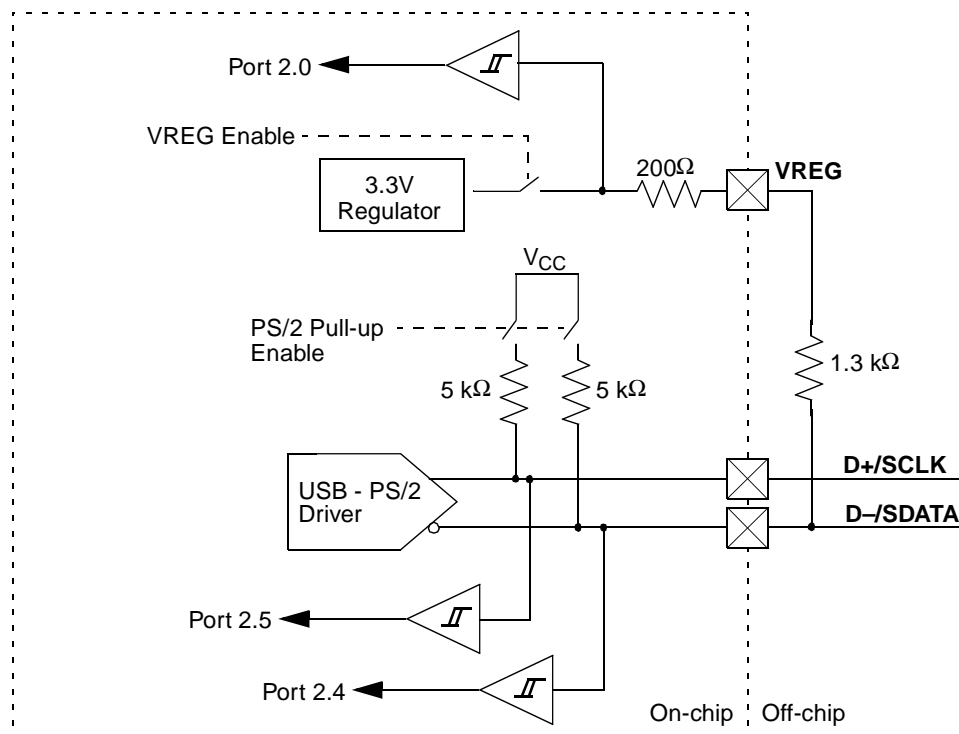 Port 2.0
VREG Enable
200Ω
VREG
3.3V
Regulator
VCC
PS/2 Pull-up
Enable
1.3 kΩ
5 kΩ
5 kΩ
D+/SCLK
USB - PS/2
Driver
D–/SDATA
Port 2.5
Port 2.4
On-chip
Off-chip